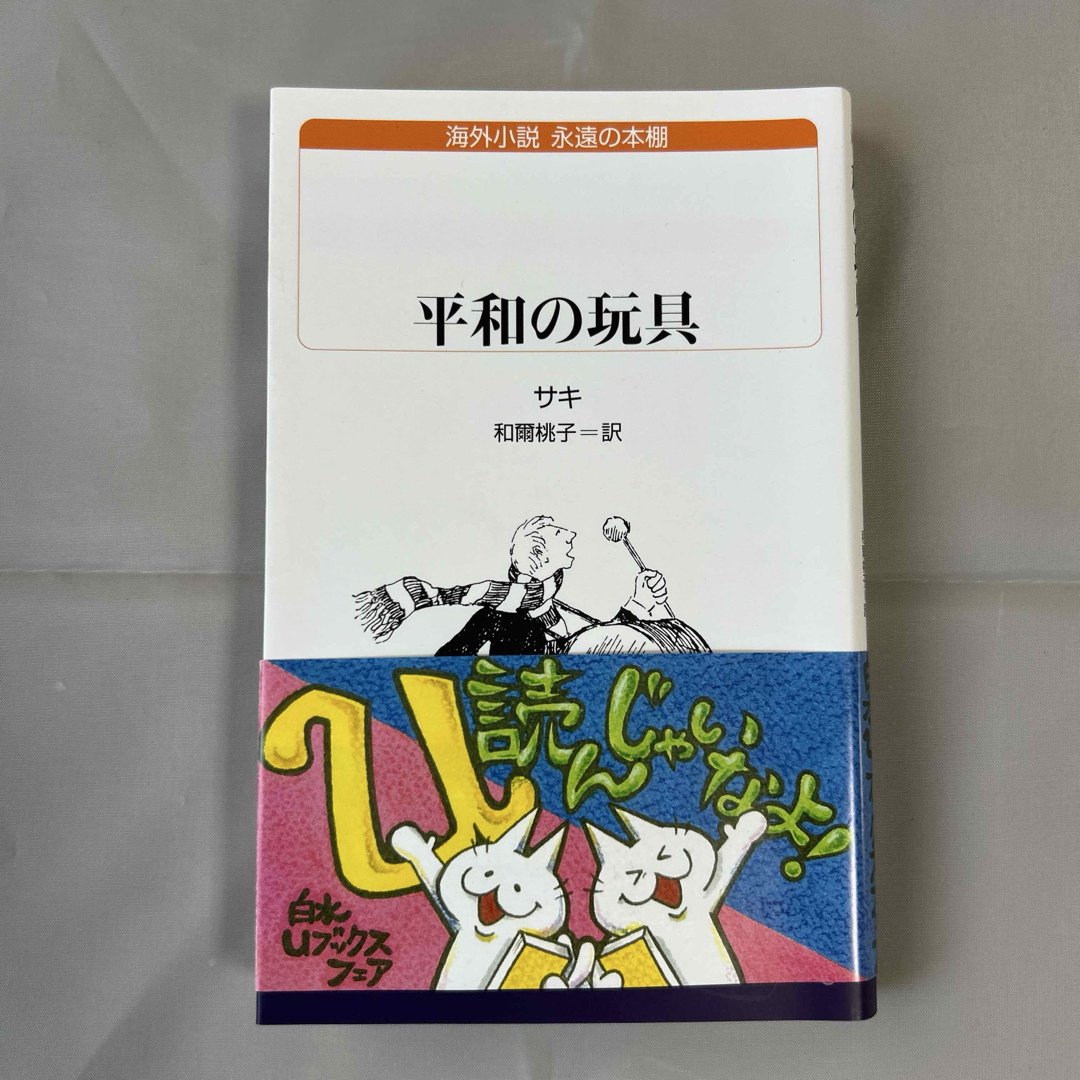 海外小説 永遠の本棚
平和の玩具
サキ
和爾桃子＝訳
U
読んじゃいなよ!
白水
Uブックス
フェア